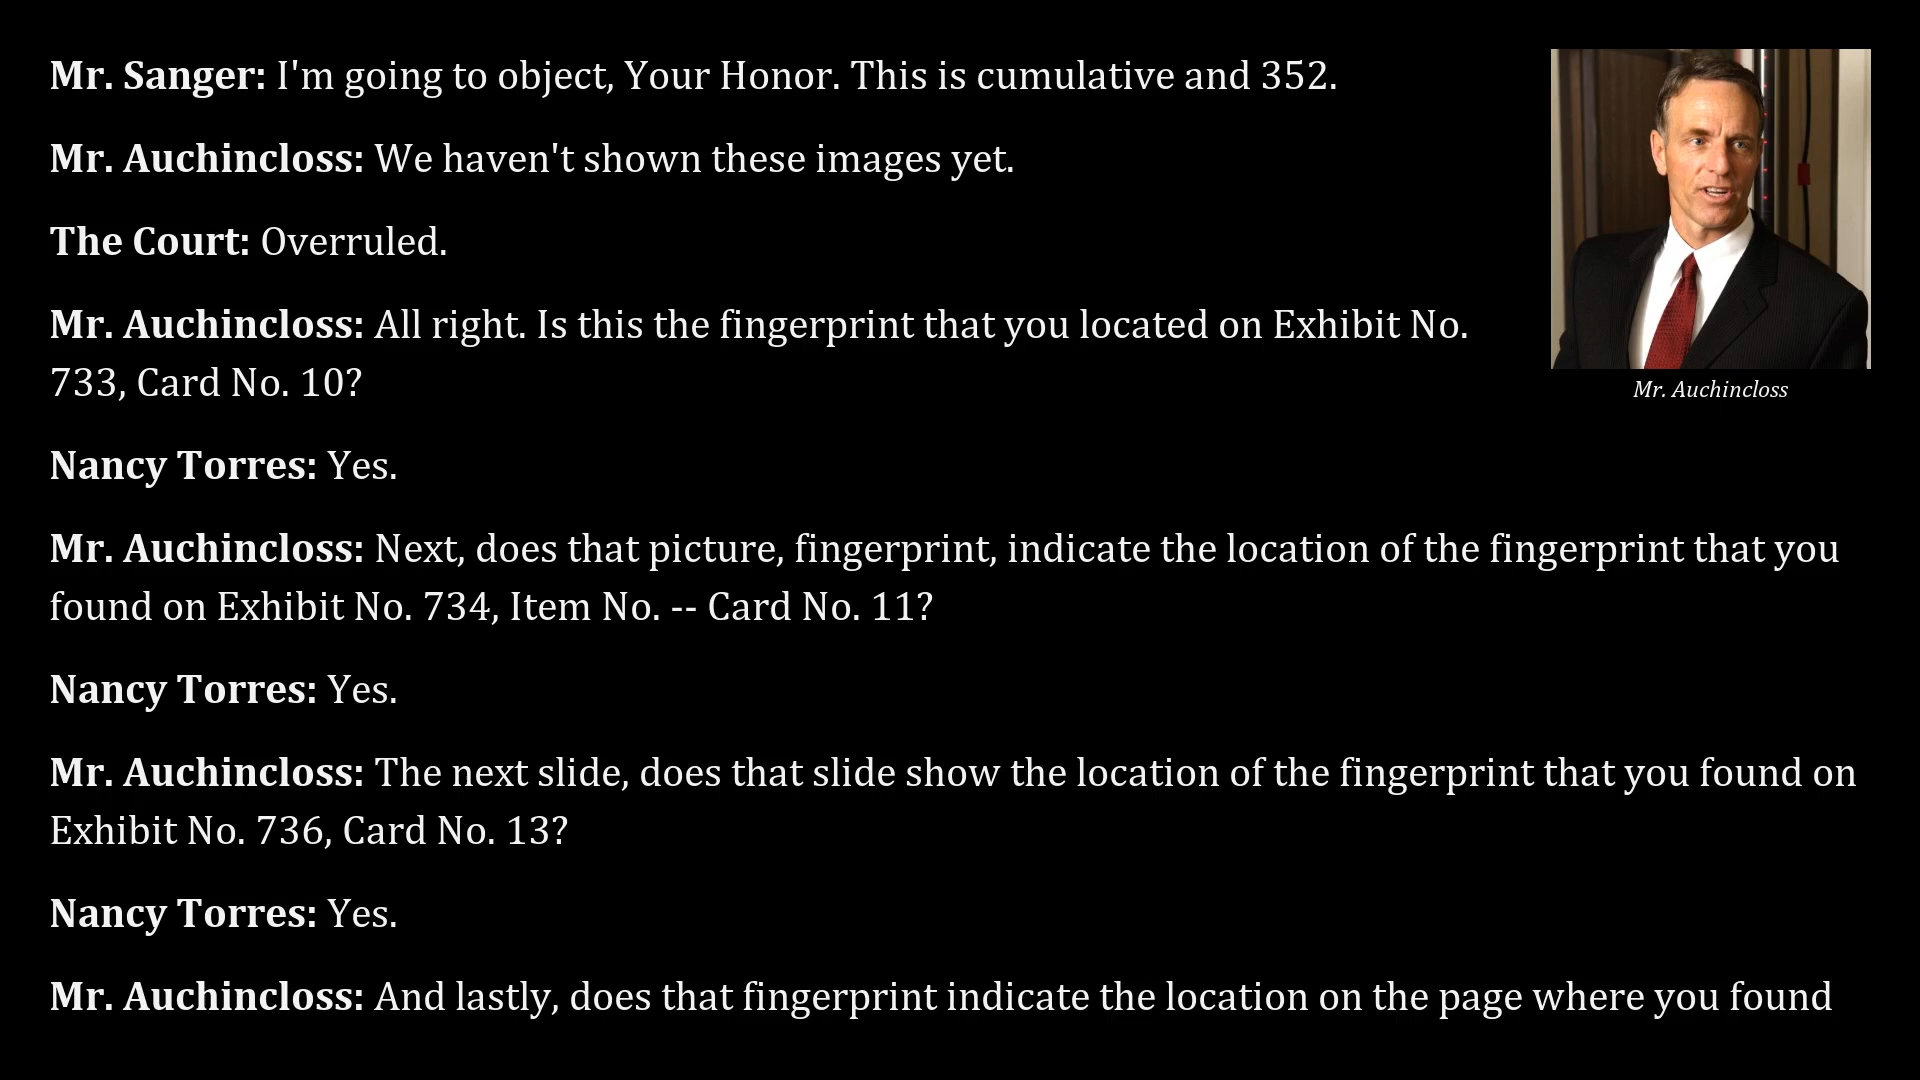 Mr. Sanger: I'm going to object, Your Honor. This is cumulative and 352.
Mr. Auchincloss: We haven't shown these images yet.
The Court: Overruled.
Mr. Auchincloss: All right. Is this the fingerprint that you located on Exhibit No.
733, Card No. 10?
Mr. Auchincloss
Nancy Torres: Yes.
Mr. Auchincloss: Next, does that picture, fingerprint, indicate the location of the fingerprint that you
found on Exhibit No. 734, Item No. -- Card No. 11?
Nancy Torres: Yes.
Mr. Auchincloss: The next slide, does that slide show the location of the fingerprint that you found on
Exhibit No. 736, Card No. 13?
Nancy Torres: Yes.
Mr. Auchincloss: And lastly, does that fingerprint indicate the location on the page where you found